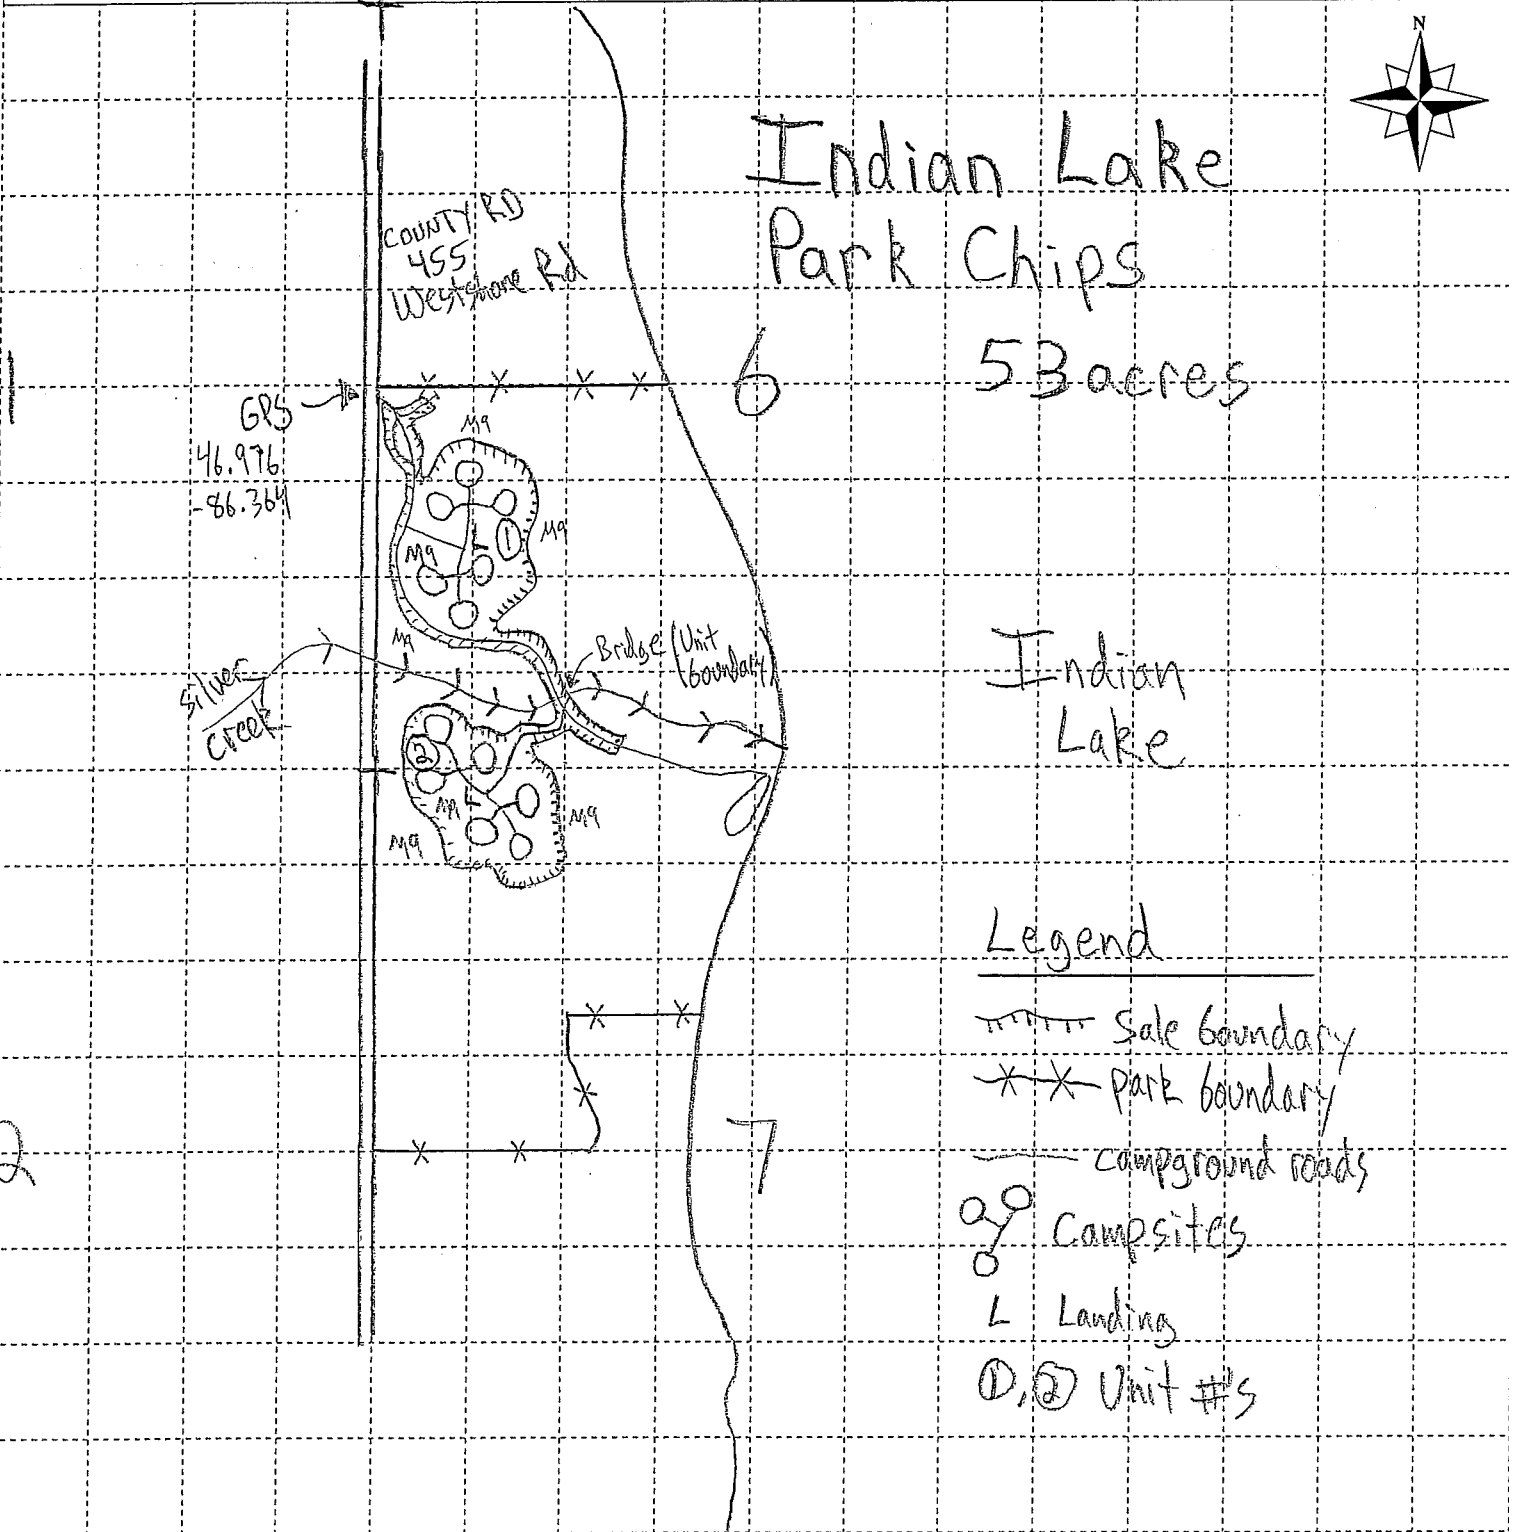 N
Indian Lake
Park Chips
53 acres
COUNTY RD
455
Westshore Rd
1
6
GPS
46.976
-86.364
M9
M9
1
M9
M9
Bridge (Unit
boundary)
Silver
Creek
Indian
Lake
2
L
M9
M9
M9
Legend
Sale boundary
park boundary
campground roads
Campsites
L Landing
1, 2 Unit #'s
2
7